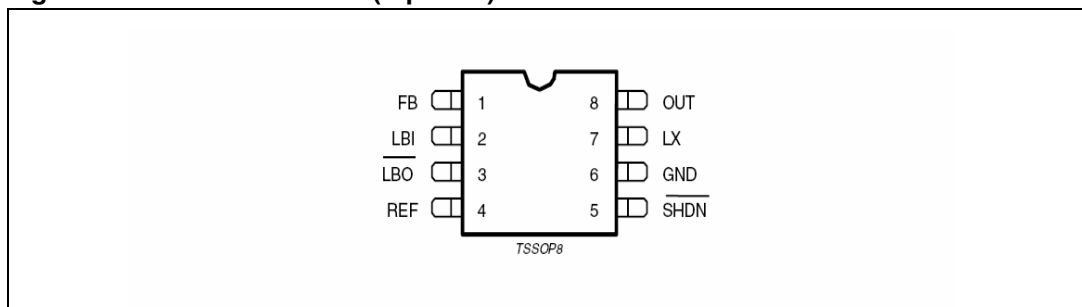 FB 1 8 OUT
LBI 2 7 LX
LBO 3 6 GND
REF 4 5 SHDN
TSSOP8